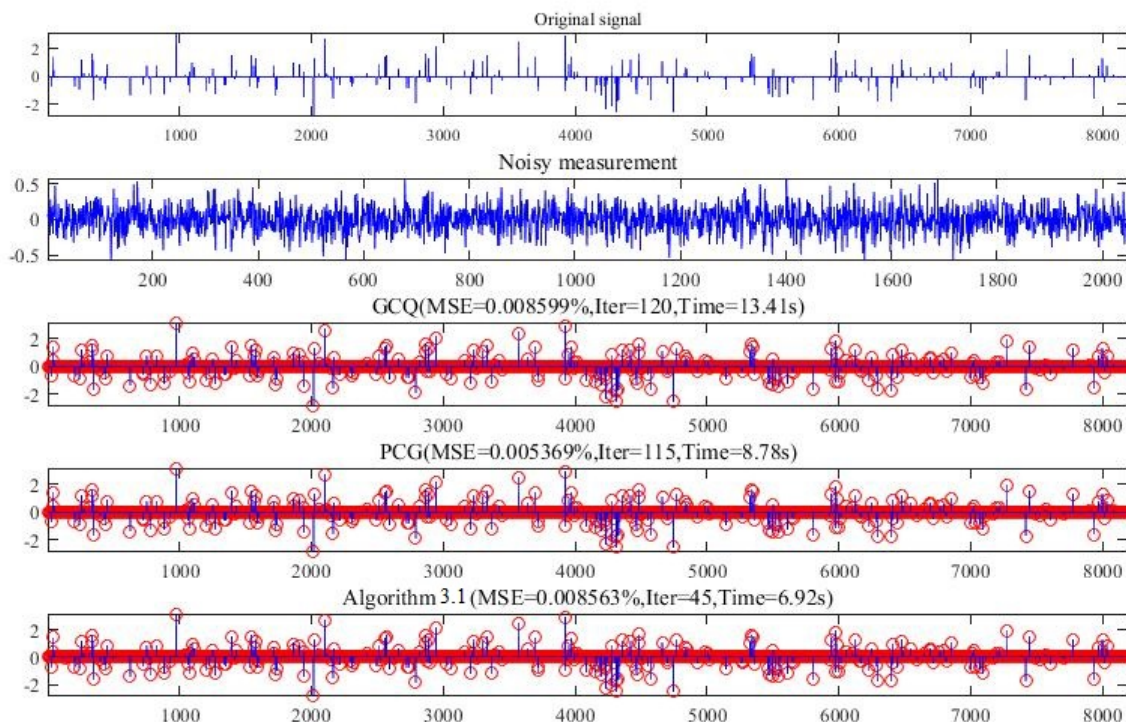 Original signal
2
0
-2
1000 2000 3000 4000 5000 6000 7000 8000
Noisy measurement
0.5
0
-0.5
200 400 600 800 1000 1200 1400 1600 1800 2000
GCQ(MSE=0.008599%,Iter=120,Time=13.41s)
2
0
-2
1000 2000 3000 4000 5000 6000 7000 8000
PCG(MSE=0.005369%,Iter=115,Time=8.78s)
2
0
-2
1000 2000 3000 4000 5000 6000 7000 8000
Algorithm 3.1 (MSE=0.008563%,Iter=45,Time=6.92s)
2
0
-2
1000 2000 3000 4000 5000 6000 7000 8000